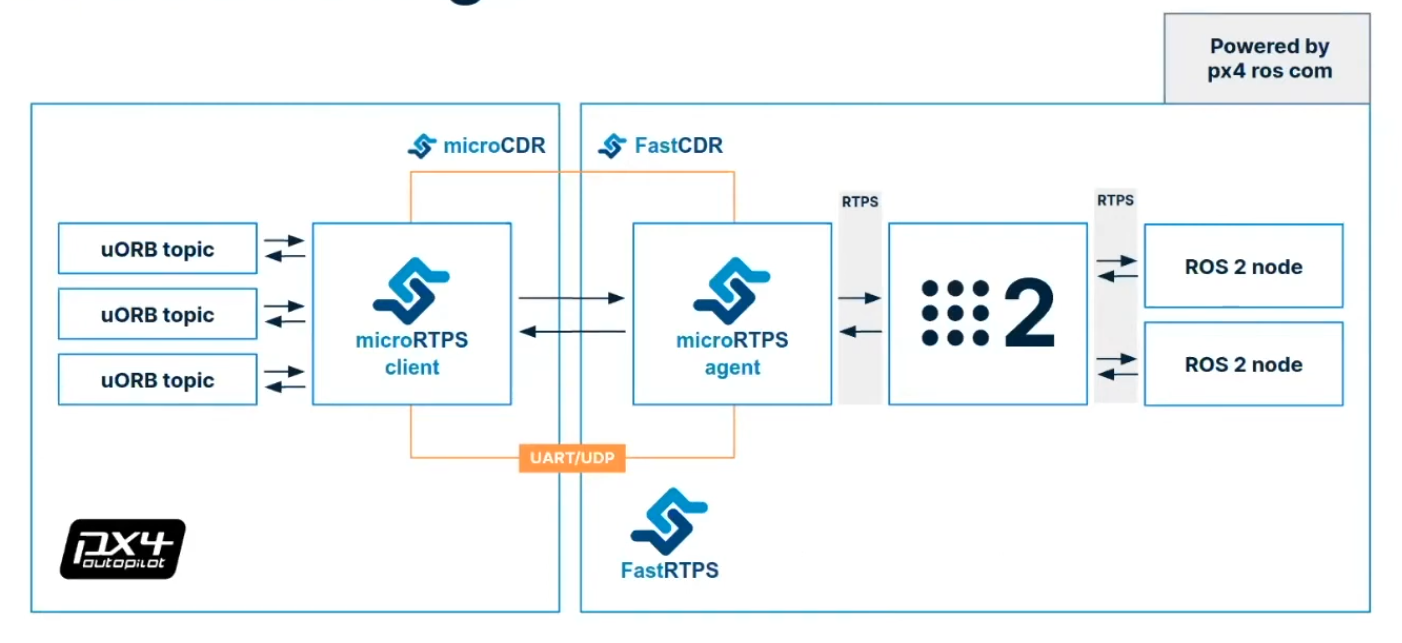 Powered by
px4 ros com
microCDR
FastCDR
RTPS
RTPS
uORB topic
uORB topic
uORB topic
microRTPS
client
microRTPS
agent
2
ROS 2 node
ROS 2 node
UART/UDP
px4
autopilot
FastRTPS